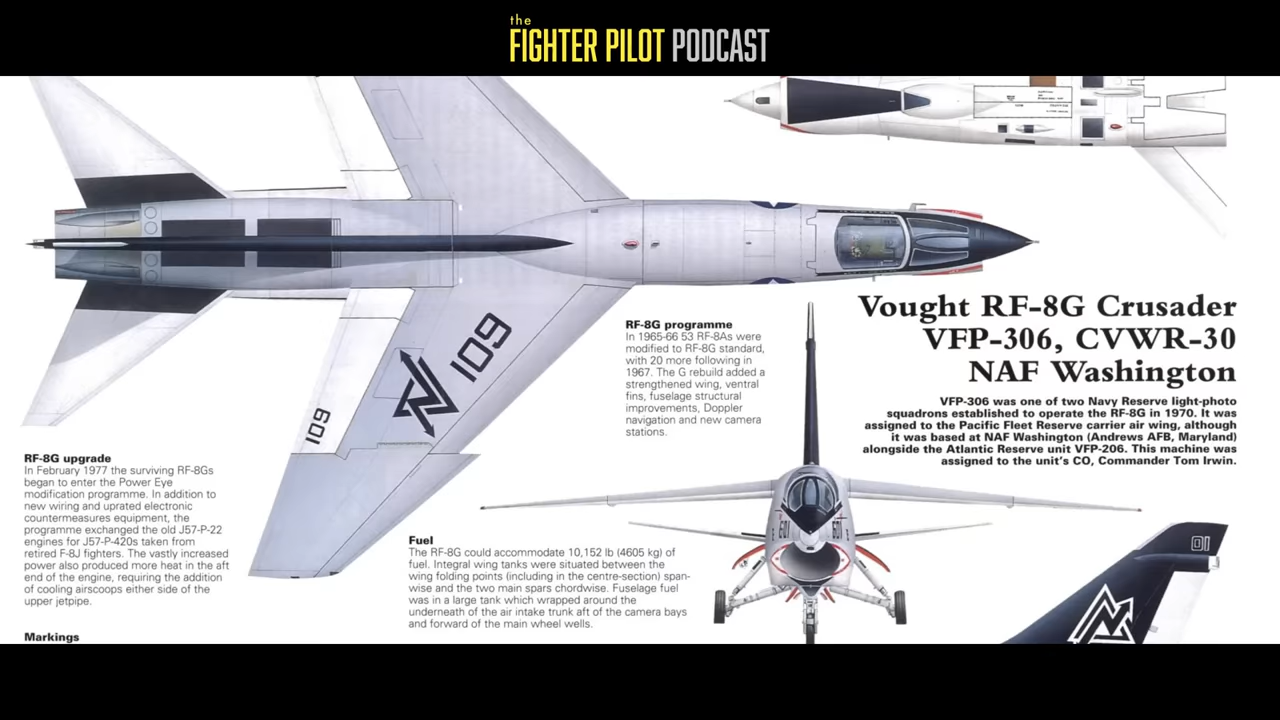 the
FIGHTER PILOT PODCAST
109
109
Vought RF-8G Crusader
VFP-306, CVWR-30
NAF Washington
VFP-306 was one of two Navy Reserve light-photo
squadrons established to operate the RF-8G in 1970. It was
assigned to the Pacific Fleet Reserve carrier air wing, although
it was based at NAF Washington (Andrews AFB, Maryland)
alongside the Atlantic Reserve unit VFP-206. This machine was
assigned to the unit's CO, Commander Tom Irwin.
RF-8G programme
In 1965-66 53 RF-8As were
modified to RF-8G standard,
with 20 more following in
1967. The G rebuild added a
strengthened wing, ventral
fins, fuselage structural
improvements, Doppler
navigation and new camera
stations.
RF-8G upgrade
In February 1977 the surviving RF-8Gs
began to enter the Power Eye
modification programme. In addition to
new wiring and uprated electronic
countermeasures equipment, the
programme exchanged the old J57-P-22
engines for J57-P-420s taken from
retired F-8J fighters. The vastly increased
power also produced more heat in the aft
end of the engine, requiring the addition
of cooling airscoops either side of the
upper jetpipe.
Fuel
The RF-8G could accommodate 10,152 lb (4605 kg) of
fuel. Integral wing tanks were situated between the
wing folding points (including in the centre-section) span-
wise and the two main spars chordwise. Fuselage fuel
was in a large tank which wrapped around the
underneath of the air intake trunk aft of the camera bays
and forward of the main wheel wells.
Markings
01